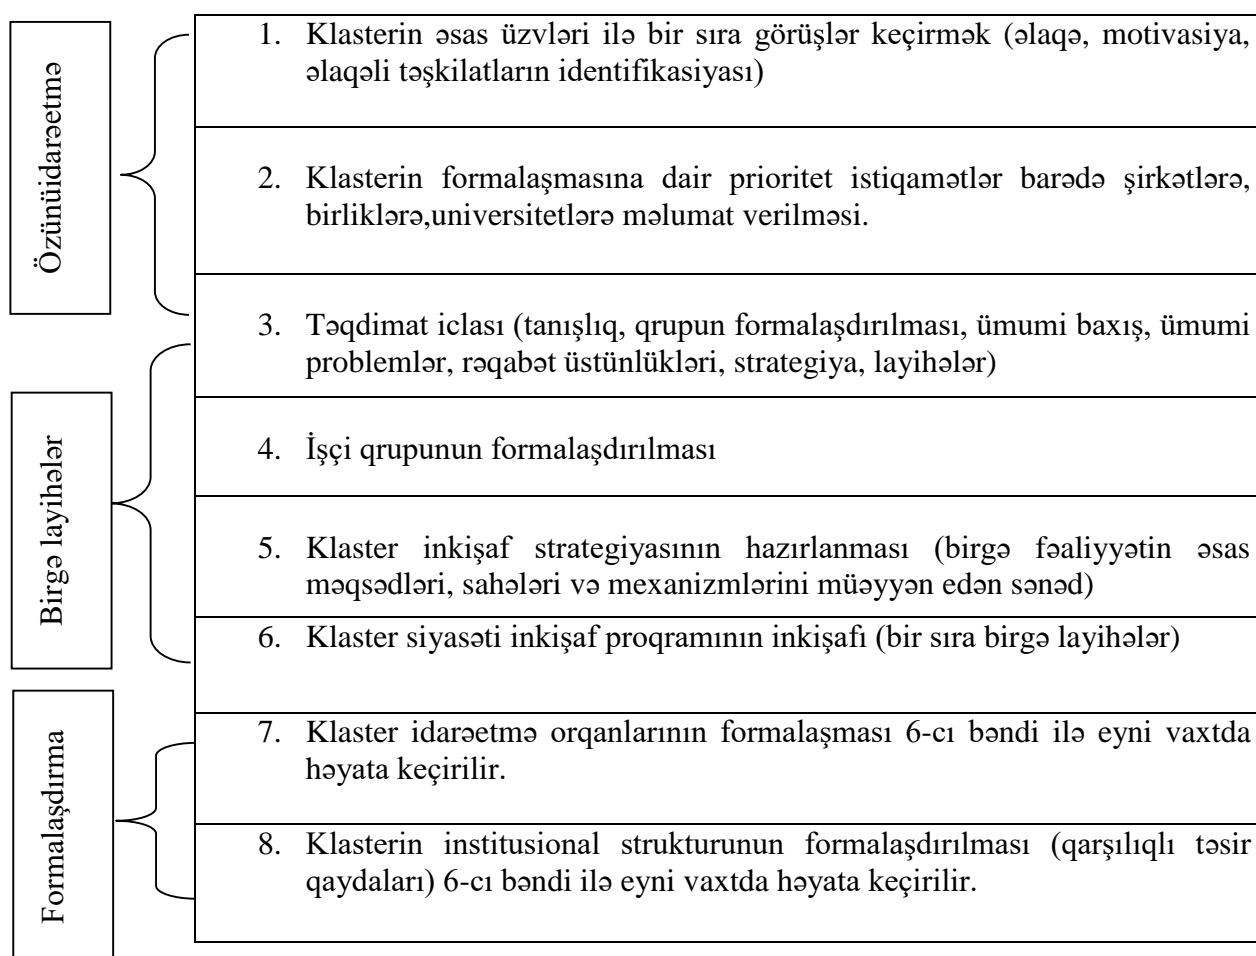 Özünüidarəetmə
1. Klasterin əsas üzvləri ilə bir sıra görüşlər keçirmək (əlaqə, motivasiya,
əlaqəli təşkilatların identifikasiyası)
2. Klasterin formalaşmasına dair prioritet istiqamətlər barədə şirkətlərə,
birliklərə,universitetlərə məlumat verilməsi.
Birgə layihələr
3. Təqdimat iclası (tanışlıq, qrupun formalaşdırılması, ümumi baxış, ümumi
problemlər, rəqabət üstünlükləri, strategiya, layihələr)
4. İşçi qrupunun formalaşdırılması
5. Klaster inkişaf strategiyasının hazırlanması (birgə fəaliyyətin əsas
məqsədləri, sahələri və mexanizmlərini müəyyən edən sənəd)
6. Klaster siyasəti inkişaf proqramının inkişafı (bir sıra birgə layihələr)
Formalaşdırma
7. Klaster idarəetmə orqanlarının formalaşması 6-cı bəndi ilə eyni vaxtda
həyata keçirilir.
8. Klasterin institusional strukturunun formalaşdırılması (qarşılıqlı təsir
qaydaları) 6-cı bəndi ilə eyni vaxtda həyata keçirilir.